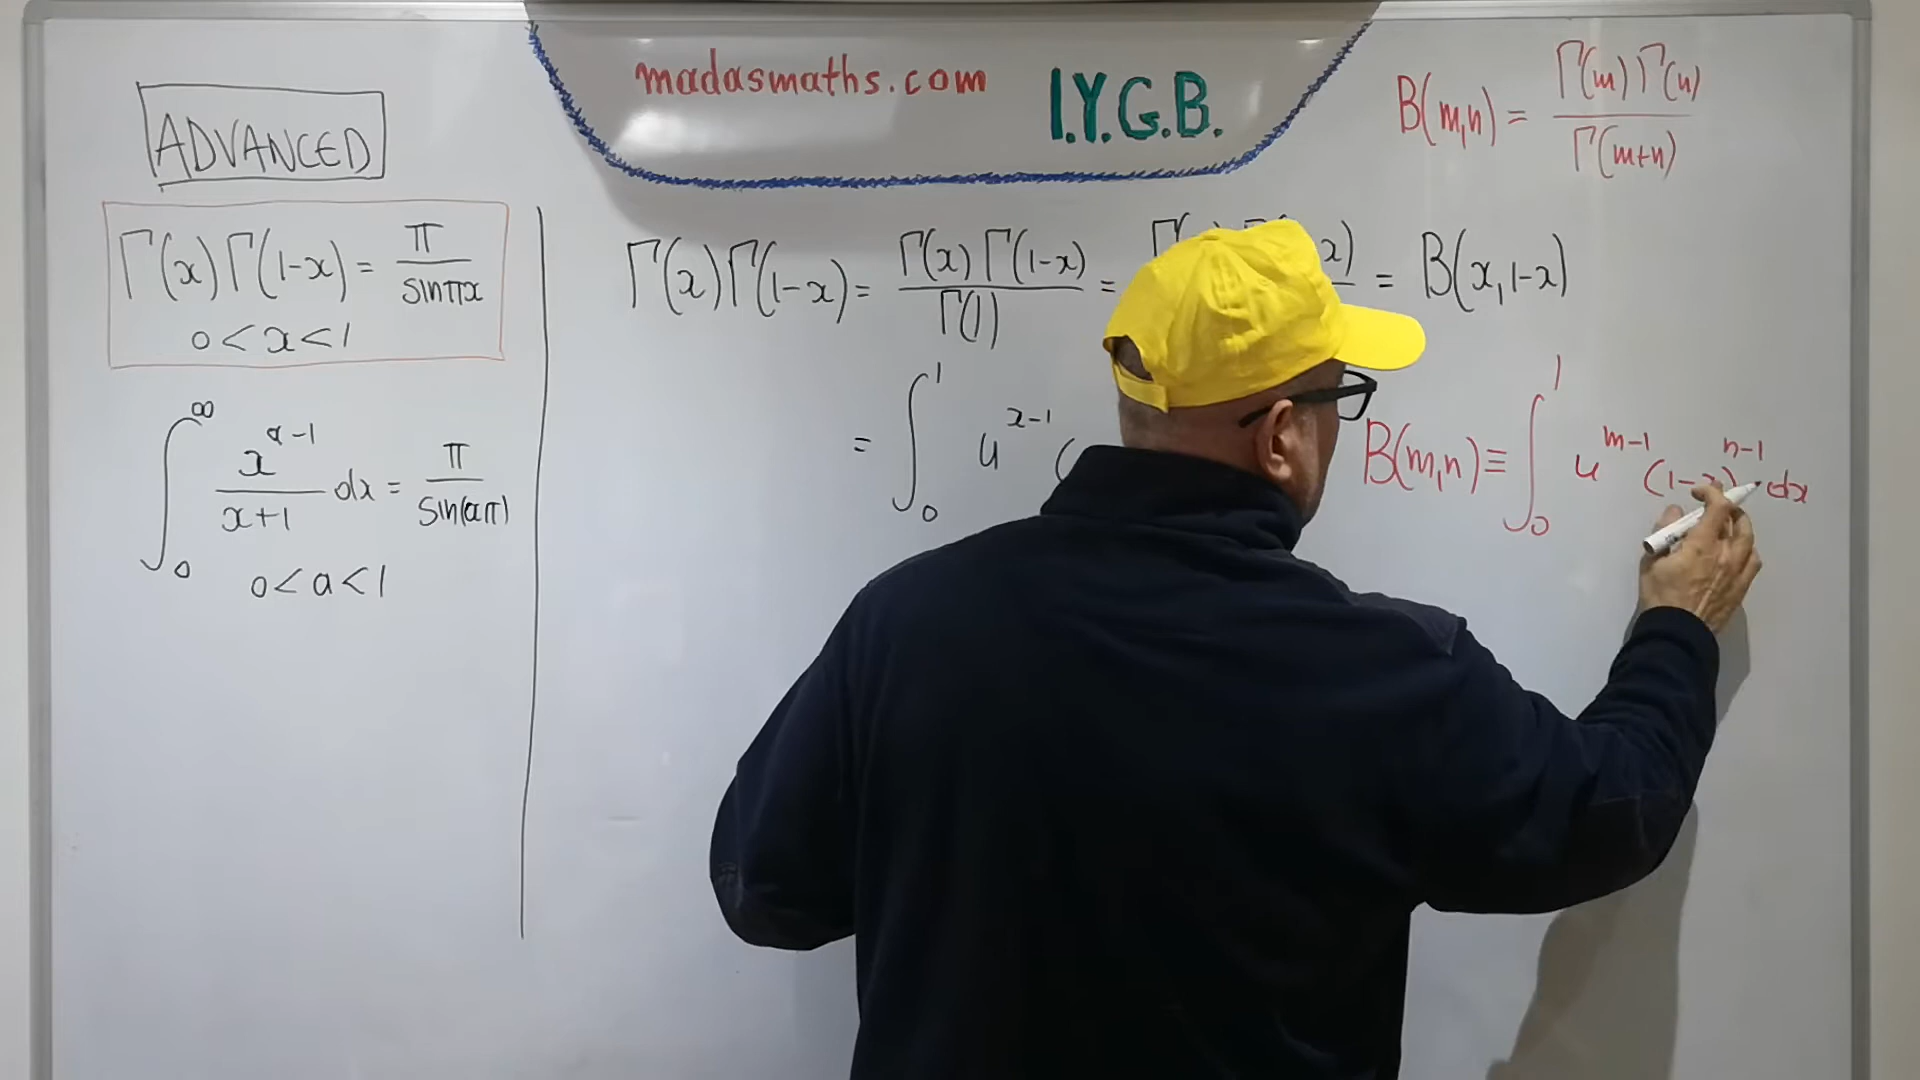 madasmaths.com I.Y.G.B.
B(m,n) = Γ(m)Γ(n) / Γ(m+n)
ADVANCED
Γ(x)Γ(1-x) = π / sinπx
0 < x < 1
∫₀^∞ x^(a-1) / (x+1) dx = π / sin(aπ)
0 < a < 1
Γ(x)Γ(1-x) = Γ(x)Γ(1-x) / Γ(1) = = B(x,1-x)
= ∫₀¹ u^(x-1) (
B(m,n) ≡ ∫₀¹ u^(m-1) (1- )^(n-1) dx